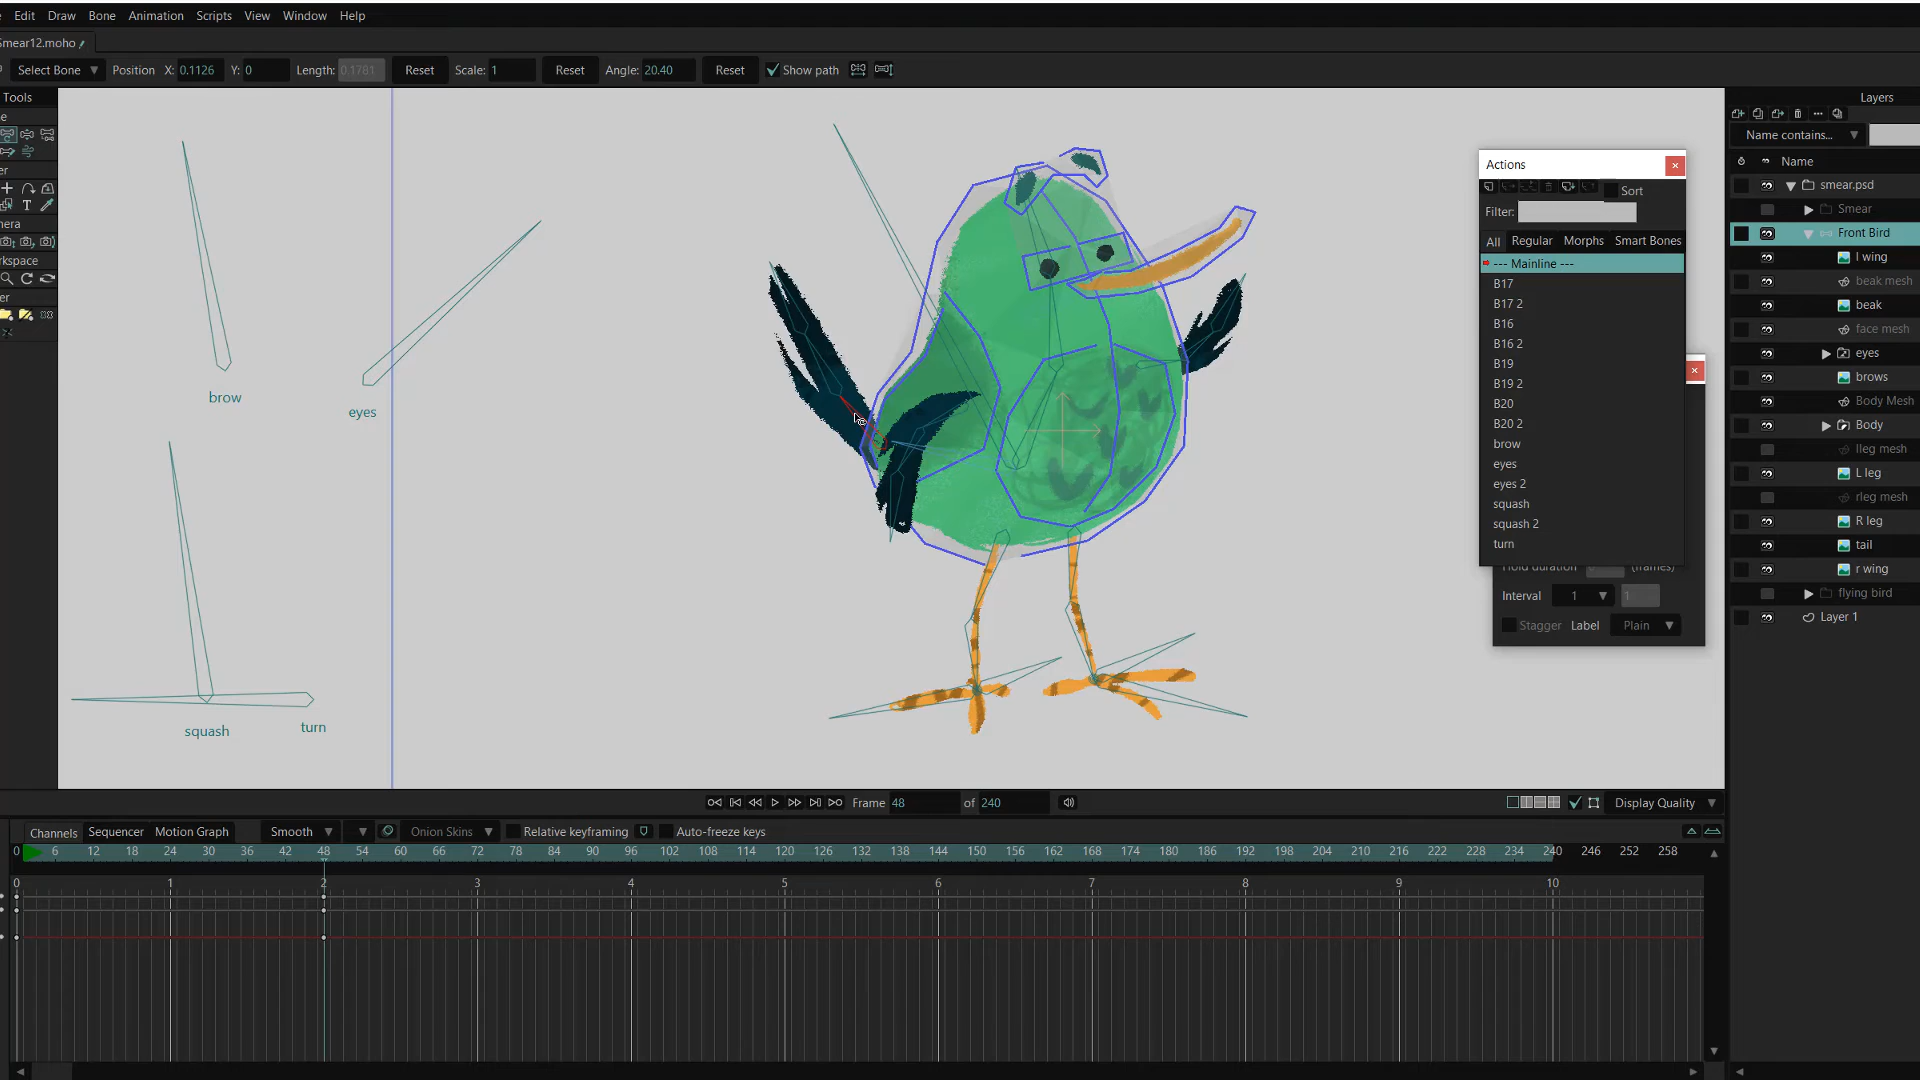 Edit Draw Bone Animation Scripts View Window Help
Smear12.moho
Select Bone Position X: 0.1126 Y: 0 Length: 0.1781 Reset Scale: 1 Reset Angle: 20.40 Reset Show path
Tools
Layers
Name contains...
Name
smear.psd
Smear
Front Bird
l wing
beak mesh
beak
face mesh
eyes
brows
Body Mesh
Body
lleg mesh
L leg
rleg mesh
R leg
tail
r wing
flying bird
Layer 1
Actions
Sort
Filter:
All Regular Morphs Smart Bones
--- Mainline ---
B17
B17 2
B16
B16 2
B19
B19 2
B20
B20 2
brow
eyes
eyes 2
squash
squash 2
turn
Hold duration (frames)
Interval 1 1
Stagger Label Plain
brow
eyes
squash
turn
Frame 48 of 240
Display Quality
Channels Sequencer Motion Graph Smooth Onion Skins Relative keyframing Auto-freeze keys
0 6 12 18 24 30 36 42 48 54 60 66 72 78 84 90 96 102 108 114 120 126 132 138 144 150 156 162 168 174 180 186 192 198 204 210 216 222 228 234 240 246 252 258
0 1 2 3 4 5 6 7 8 9 10